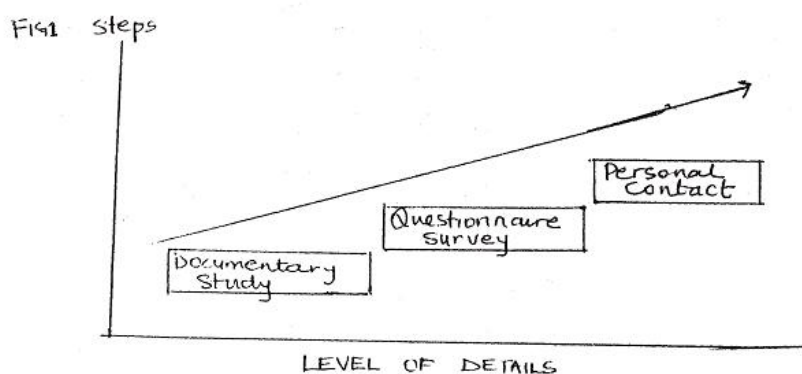 FIG1 Steps
Personal
Contact
Questionnaire
Survey
Documentary
Study
LEVEL OF DETAILS